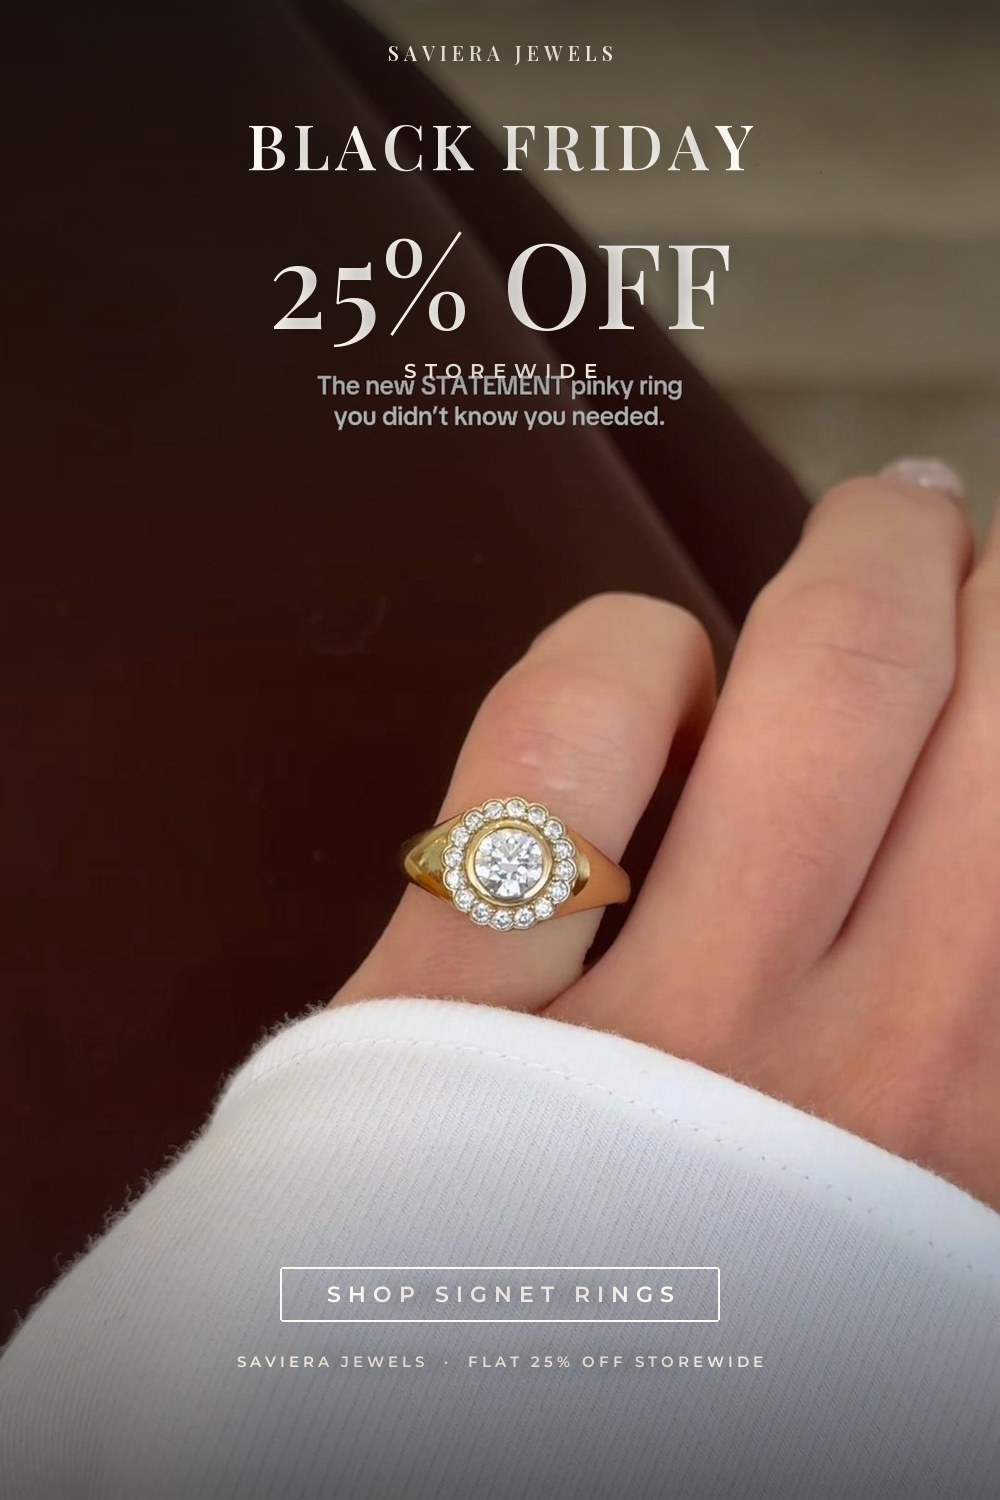 SAVIERA JEWELS
BLACK FRIDAY
25% OFF
STOREWIDE
The new STATEMENT pinky ring
you didn't know you needed.
SHOP SIGNET RINGS
SAVIERA JEWELS · FLAT 25% OFF STOREWIDE